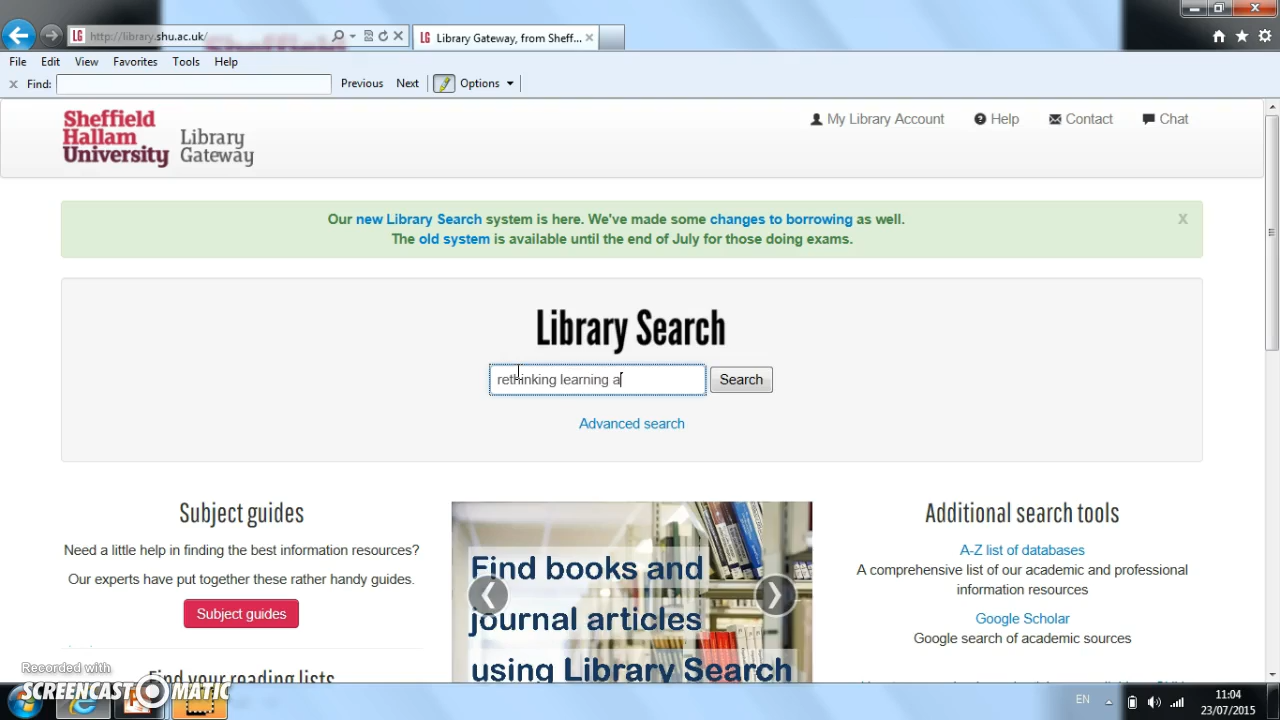 http://library.shu.ac.uk/
Library Gateway, from Sheff...
File Edit View Favorites Tools Help
Find: Previous Next Options
Sheffield
Hallam
University
Library
Gateway
My Library Account Help Contact Chat
Our new Library Search system is here. We've made some changes to borrowing as well.
The old system is available until the end of July for those doing exams.
X
Library Search
rethinking learning a
Search
Advanced search
Subject guides
Need a little help in finding the best information resources?
Our experts have put together these rather handy guides.
Subject guides
Find your reading lists
Find books and
journal articles
using Library Search
Additional search tools
A-Z list of databases
A comprehensive list of our academic and professional
information resources
Google Scholar
Google search of academic sources
Recorded with
SCREENCAST MATIC
EN
11:04
23/07/2015